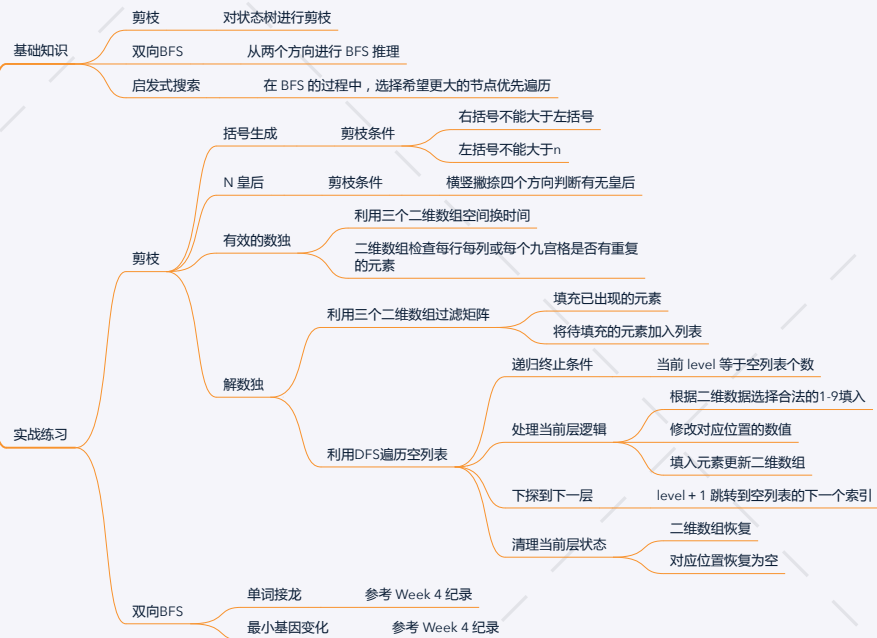 基础知识
剪枝
对状态树进行剪枝
双向BFS
从两个方向进行 BFS 推理
启发式搜索
在 BFS 的过程中，选择希望更大的节点优先遍历
实战练习
剪枝
括号生成
剪枝条件
右括号不能大于左括号
左括号不能大于n
N 皇后
剪枝条件
横竖撇捺四个方向判断有无皇后
有效的数独
利用三个二维数组空间换时间
二维数组检查每行每列或每个九宫格是否有重复
的元素
解数独
利用三个二维数组过滤矩阵
填充已出现的元素
将待填充的元素加入列表
利用DFS遍历空列表
递归终止条件
当前 level 等于空列表个数
处理当前层逻辑
根据二维数据选择合法的1-9填入
修改对应位置的数值
填入元素更新二维数组
下探到下一层
level + 1 跳转到空列表的下一个索引
清理当前层状态
二维数组恢复
对应位置恢复为空
双向BFS
单词接龙
参考 Week 4 纪录
最小基因变化
参考 Week 4 纪录